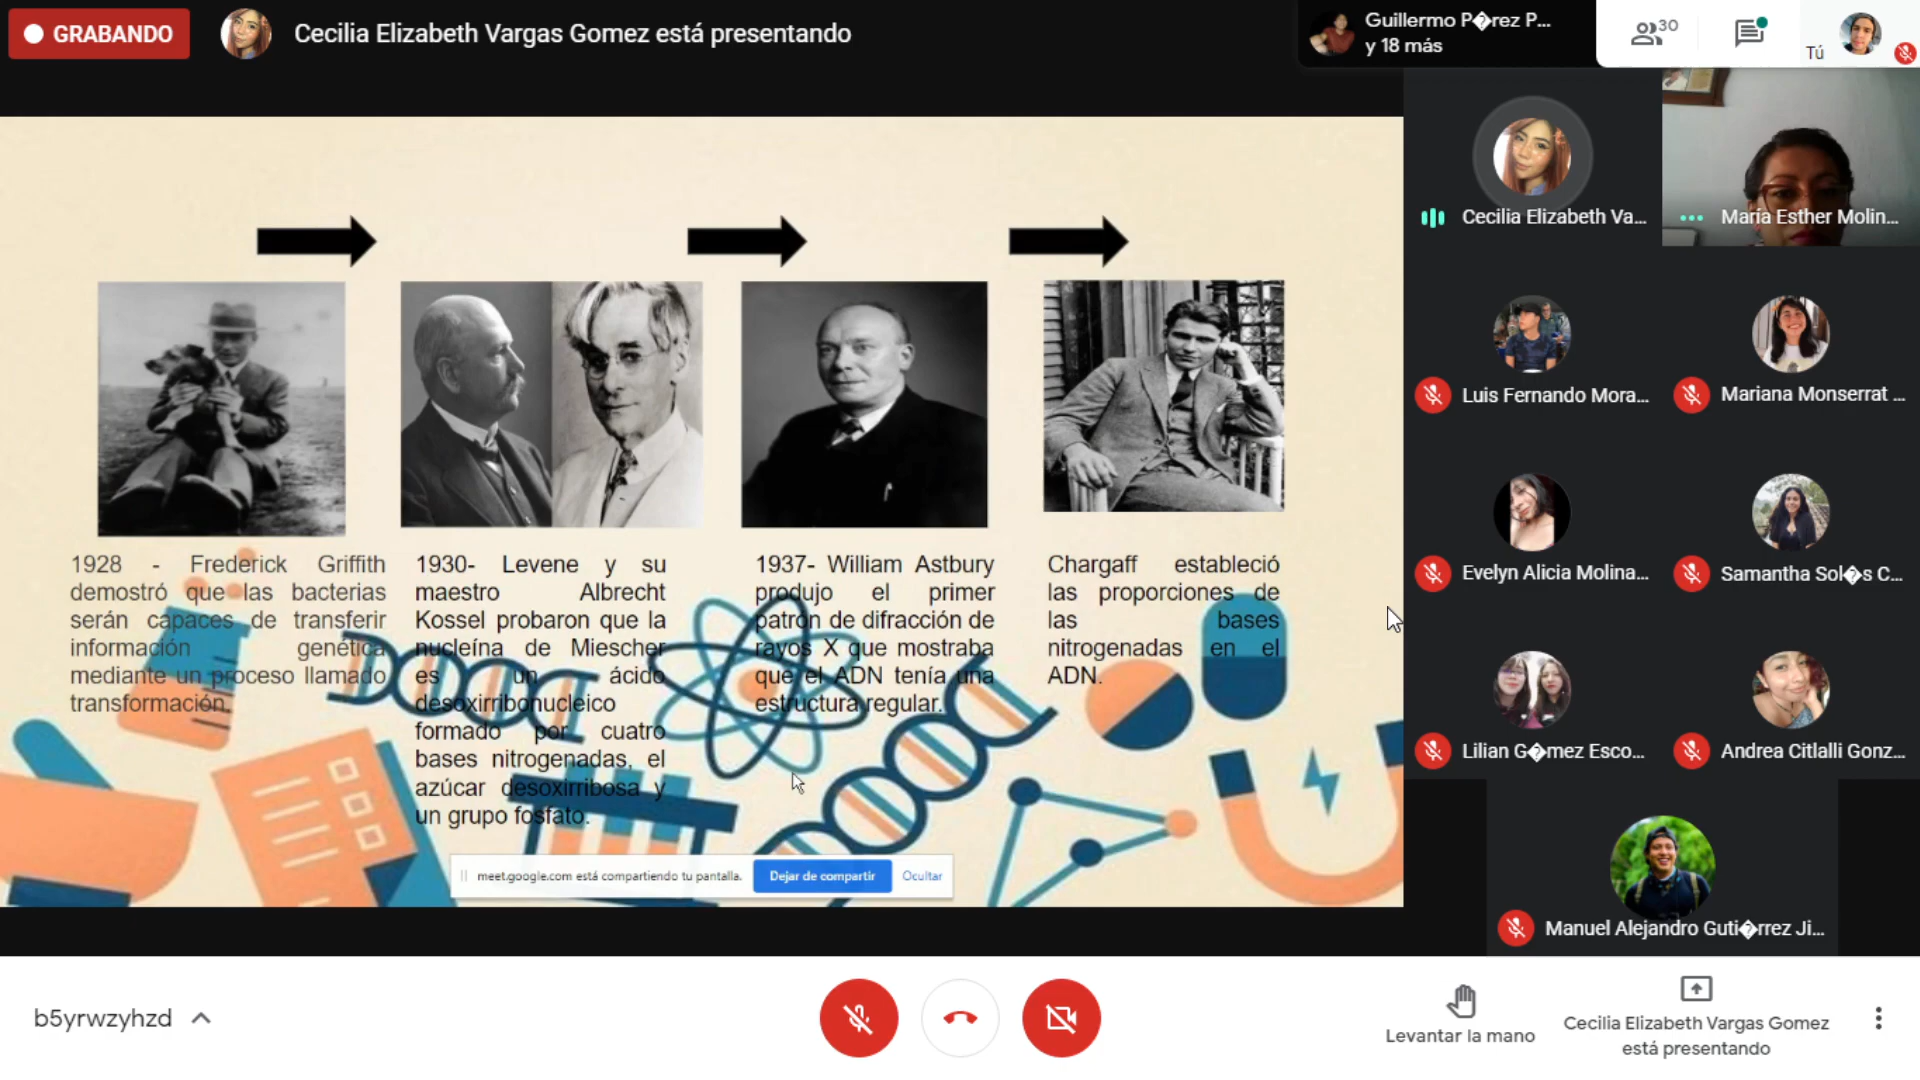 GRABANDO
Cecilia Elizabeth Vargas Gomez está presentando
Guillermo P�rez P...
y 18 más
30
Tú
Cecilia Elizabeth Va...
María Esther Molin...
Luis Fernando Mora...
Mariana Monserrat ...
Evelyn Alicia Molina...
Samantha Sol�s C...
Lilian G�mez Esco...
Andrea Citlalli Gonz...
Manuel Alejandro Guti�rrez Ji...
1928 - Frederick Griffith
demostró que las bacterias
serán capaces de transferir
información genética
mediante un proceso llamado
transformación.
1930- Levene y su
maestro Albrecht
Kossel probaron que la
nucleína de Miescher
es un ácido
desoxirribonucleico
formado por cuatro
bases nitrogenadas, el
azúcar desoxirribosa y
un grupo fosfato.
1937- William Astbury
produjo el primer
patrón de difracción de
rayos X que mostraba
que el ADN tenía una
estructura regular.
Chargaff estableció
las proporciones de
las bases
nitrogenadas en el
ADN.
meet.google.com está compartiendo tu pantalla.
Dejar de compartir
Ocultar
b5yrwzyhzd
Levantar la mano
Cecilia Elizabeth Vargas Gomez
está presentando